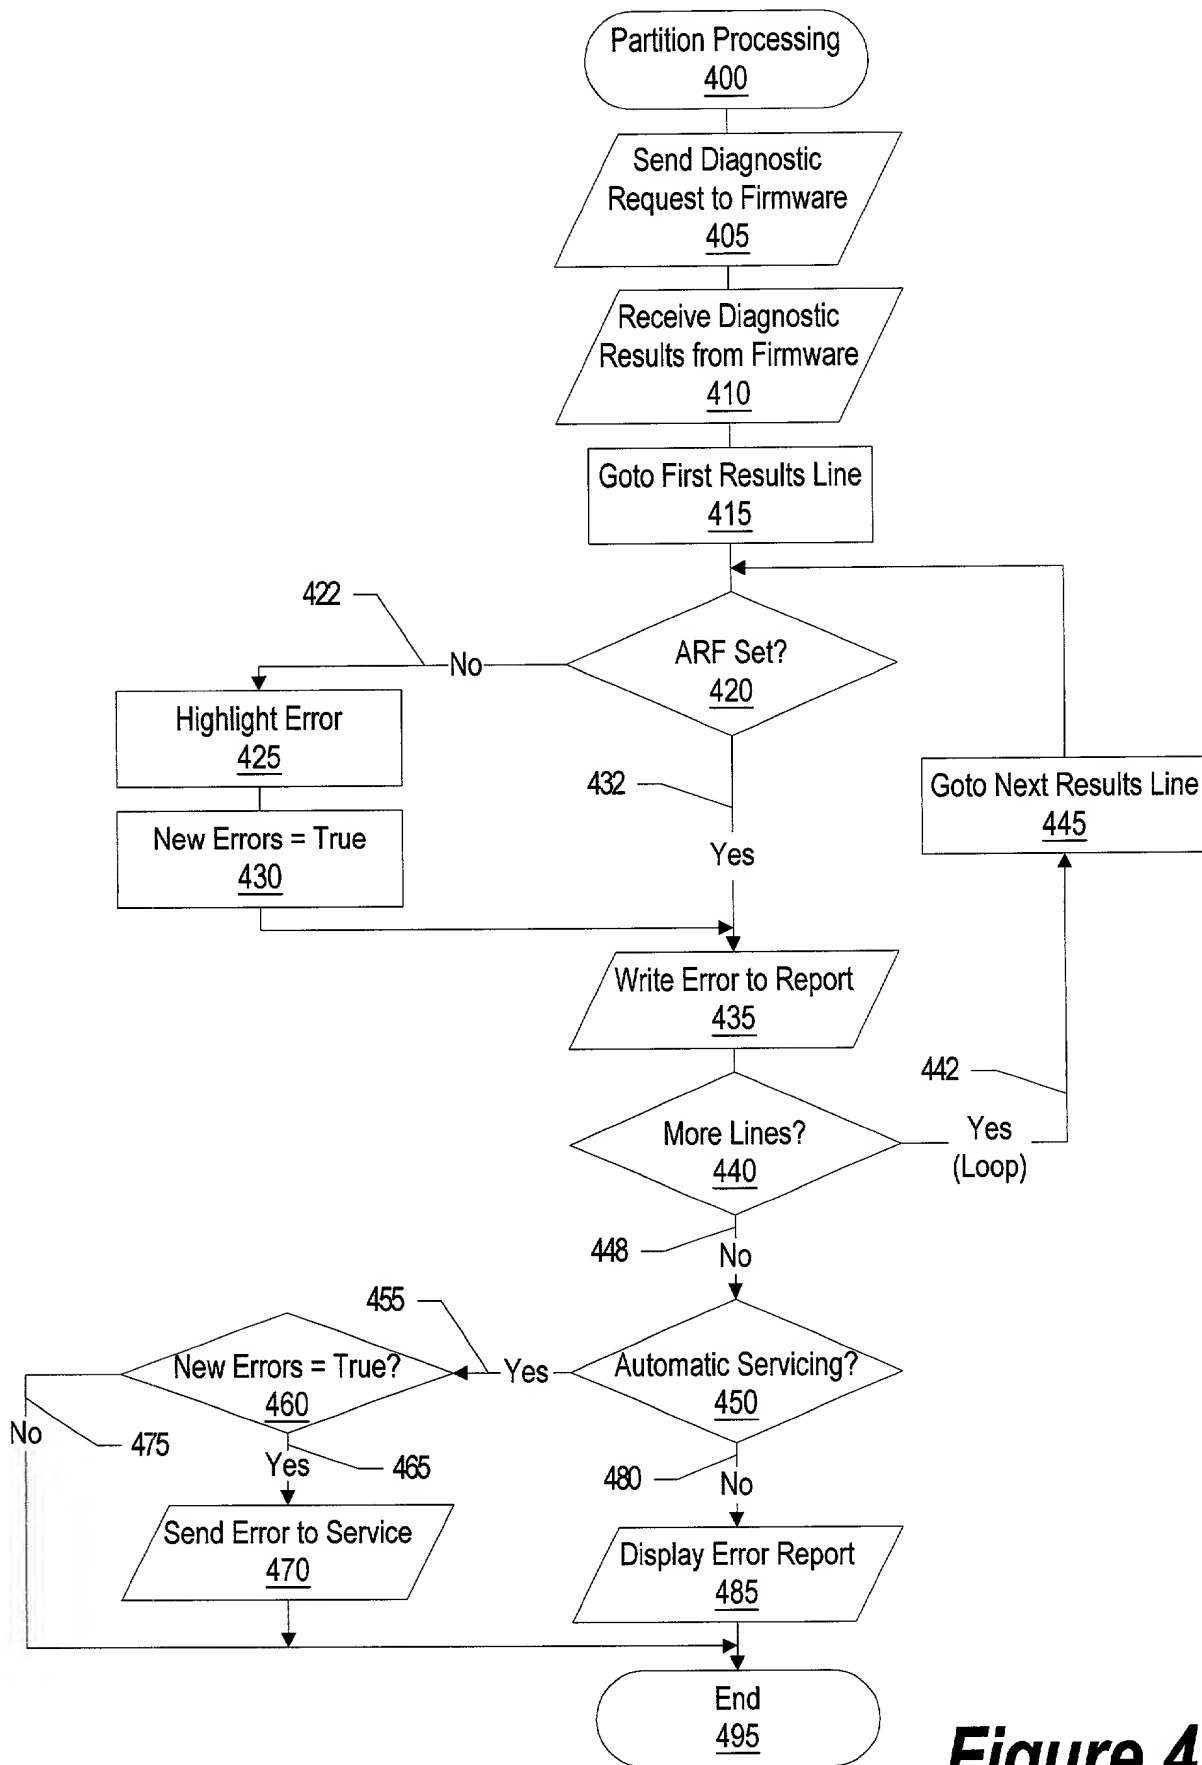 Partition Processing
400
Send Diagnostic
Request to Firmware
405
Receive Diagnostic
Results from Firmware
410
Goto First Results Line
415
422
No
ARF Set?
420
Highlight Error
425
432
Goto Next Results Line
445
New Errors = True
430
Yes
Write Error to Report
435
442
More Lines?
440
Yes
(Loop)
448
No
455
New Errors = True?
460
Yes
Automatic Servicing?
450
No
475
Yes
465
480
No
Send Error to Service
470
Display Error Report
485
End
495
Figure 4